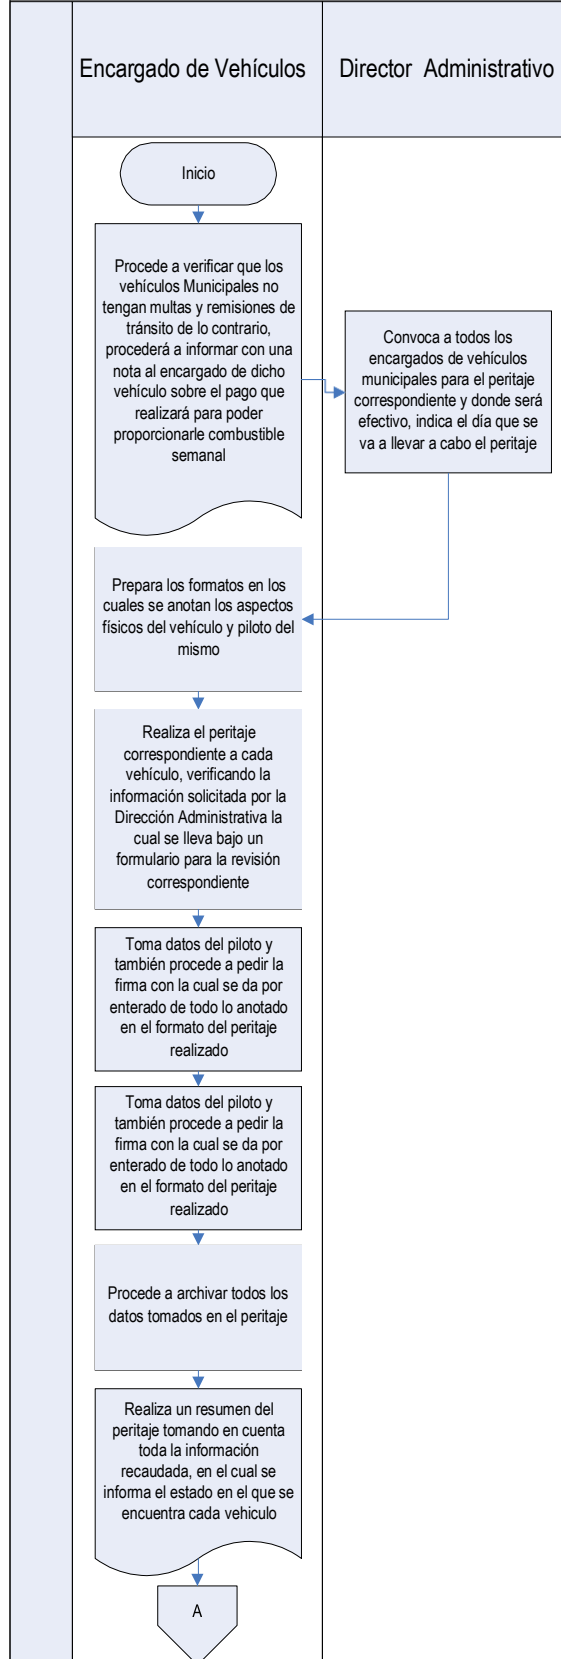 Encargado de Vehículos
Director Administrativo
Inicio
Procede a verificar que los
vehículos Municipales no
tengan multas y remisiones de
tránsito de lo contrario,
procederá a informar con una
nota al encargado de dicho
vehículo sobre el pago que
realizará para poder
proporcionarle combustible
semanal
Convoca a todos los
encargados de vehículos
municipales para el peritaje
correspondiente y donde será
efectivo, indica el día que se
va a llevar a cabo el peritaje
Prepara los formatos en los
cuales se anotan los aspectos
físicos del vehículo y piloto del
mismo
Realiza el peritaje
correspondiente a cada
vehículo, verificando la
información solicitada por la
Dirección Administrativa la
cual se lleva bajo un
formulario para la revisión
correspondiente
Toma datos del piloto y
también procede a pedir la
firma con la cual se da por
enterado de todo lo anotado
en el formato del peritaje
realizado
Toma datos del piloto y
también procede a pedir la
firma con la cual se da por
enterado de todo lo anotado
en el formato del peritaje
realizado
Procede a archivar todos los
datos tomados en el peritaje
Realiza un resumen del
peritaje tomando en cuenta
toda la información
recaudada, en el cual se
informa el estado en el que se
encuentra cada vehiculo
A